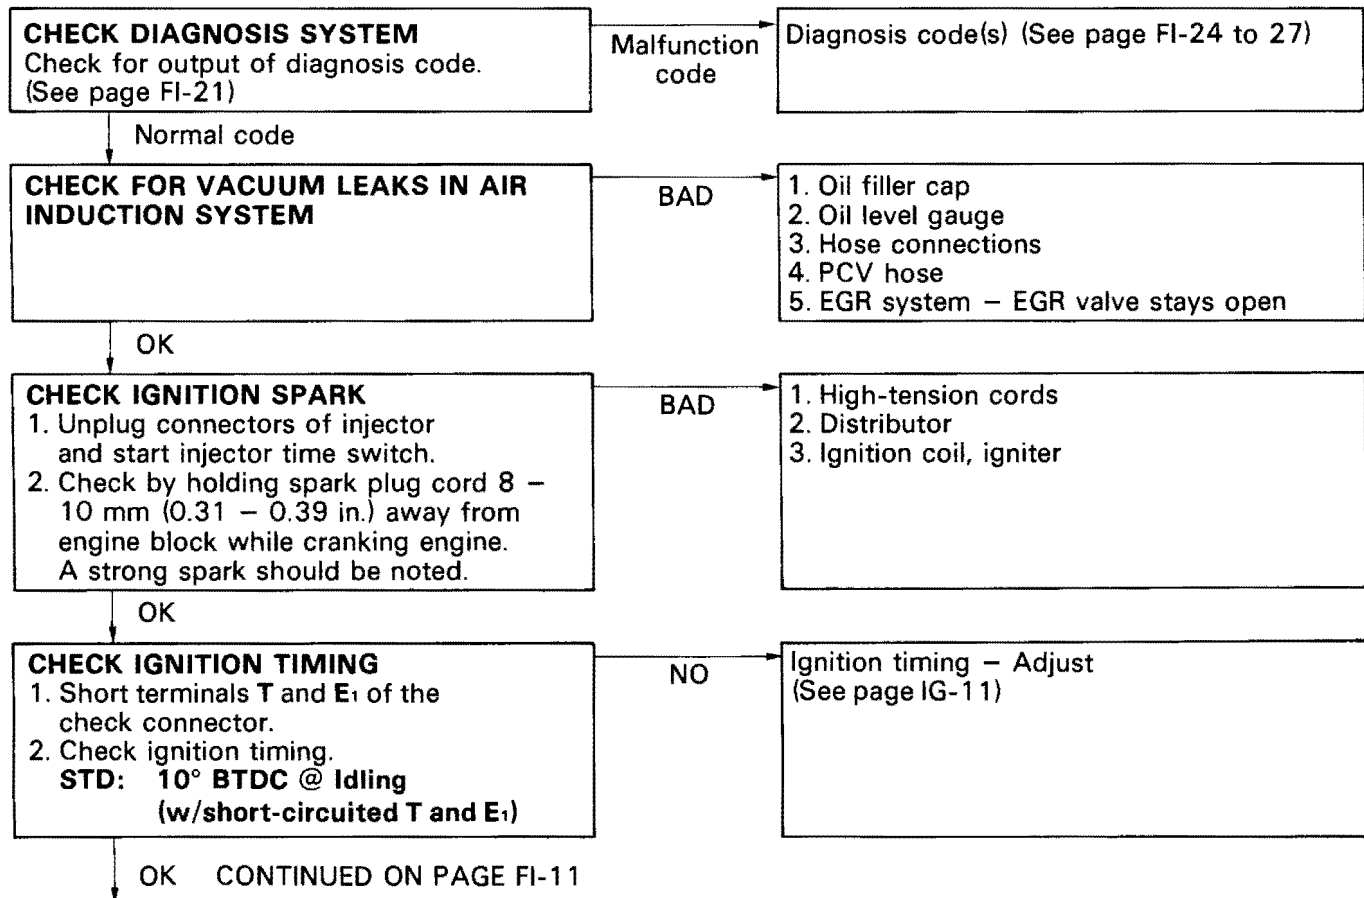 CHECK DIAGNOSIS SYSTEM
Check for output of diagnosis code.
(See page FI-21)
Malfunction
code
Diagnosis code(s) (See page FI-24 to 27)
Normal code
CHECK FOR VACUUM LEAKS IN AIR
INDUCTION SYSTEM
BAD
1. Oil filler cap
2. Oil level gauge
3. Hose connections
4. PCV hose
5. EGR system – EGR valve stays open
OK
CHECK IGNITION SPARK
1. Unplug connectors of injector
and start injector time switch.
2. Check by holding spark plug cord 8 –
10 mm (0.31 – 0.39 in.) away from
engine block while cranking engine.
A strong spark should be noted.
BAD
1. High-tension cords
2. Distributor
3. Ignition coil, igniter
OK
CHECK IGNITION TIMING
1. Short terminals T and E₁ of the
check connector.
2. Check ignition timing.
STD: 10° BTDC @ Idling
(w/short-circuited T and E₁)
NO
Ignition timing – Adjust
(See page IG-11)
OK CONTINUED ON PAGE FI-11